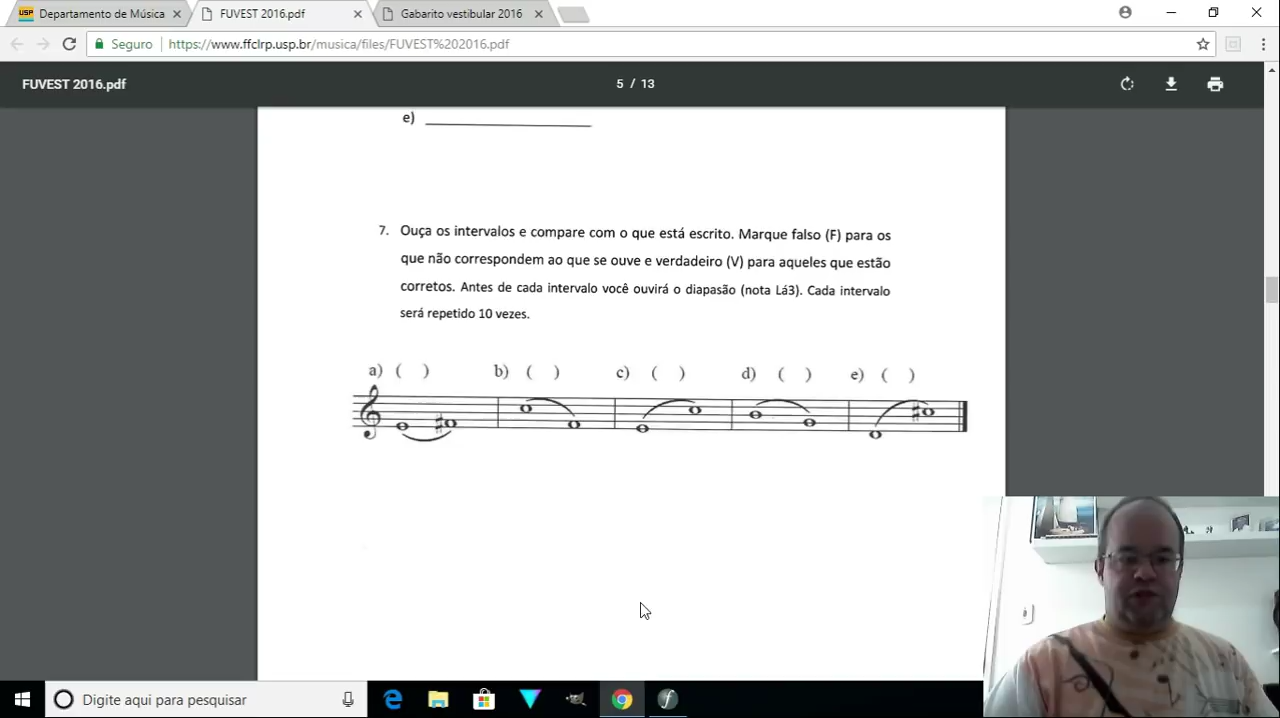 Departamento de Música
FUVEST 2016.pdf
Gabarito vestibular 2016
Seguro
https://www.ffclrp.usp.br/musica/files/FUVEST%202016.pdf
FUVEST 2016.pdf
5 / 13
e) ____________________
7. Ouça os intervalos e compare com o que está escrito. Marque falso (F) para os
que não correspondem ao que se ouve e verdadeiro (V) para aqueles que estão
corretos. Antes de cada intervalo você ouvirá o diapasão (nota Lá3). Cada intervalo
será repetido 10 vezes.
a) ( ) b) ( ) c) ( ) d) ( ) e) ( )
Digite aqui para pesquisar